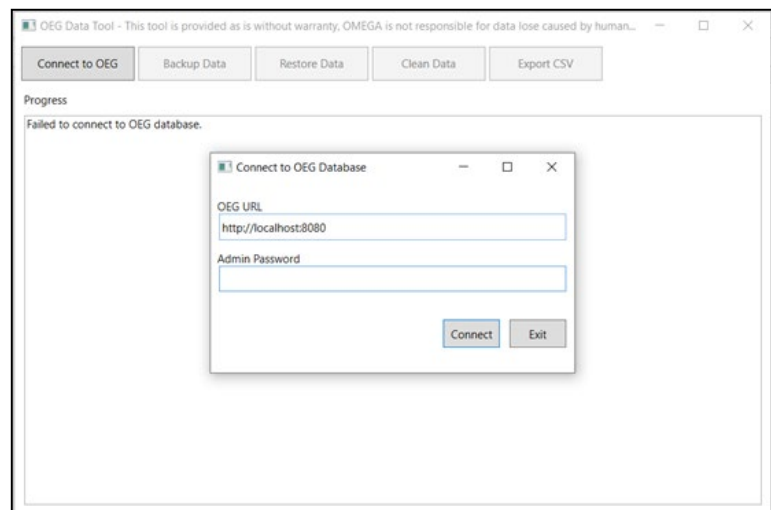 OEG Data Tool - This tool is provided as is without warranty, OMEGA is not responsible for data lose caused by human...
Connect to OEG Backup Data Restore Data Clean Data Export CSV
Progress
Failed to connect to OEG database.
Connect to OEG Database
OEG URL
http://localhost:8080
Admin Password
Connect Exit